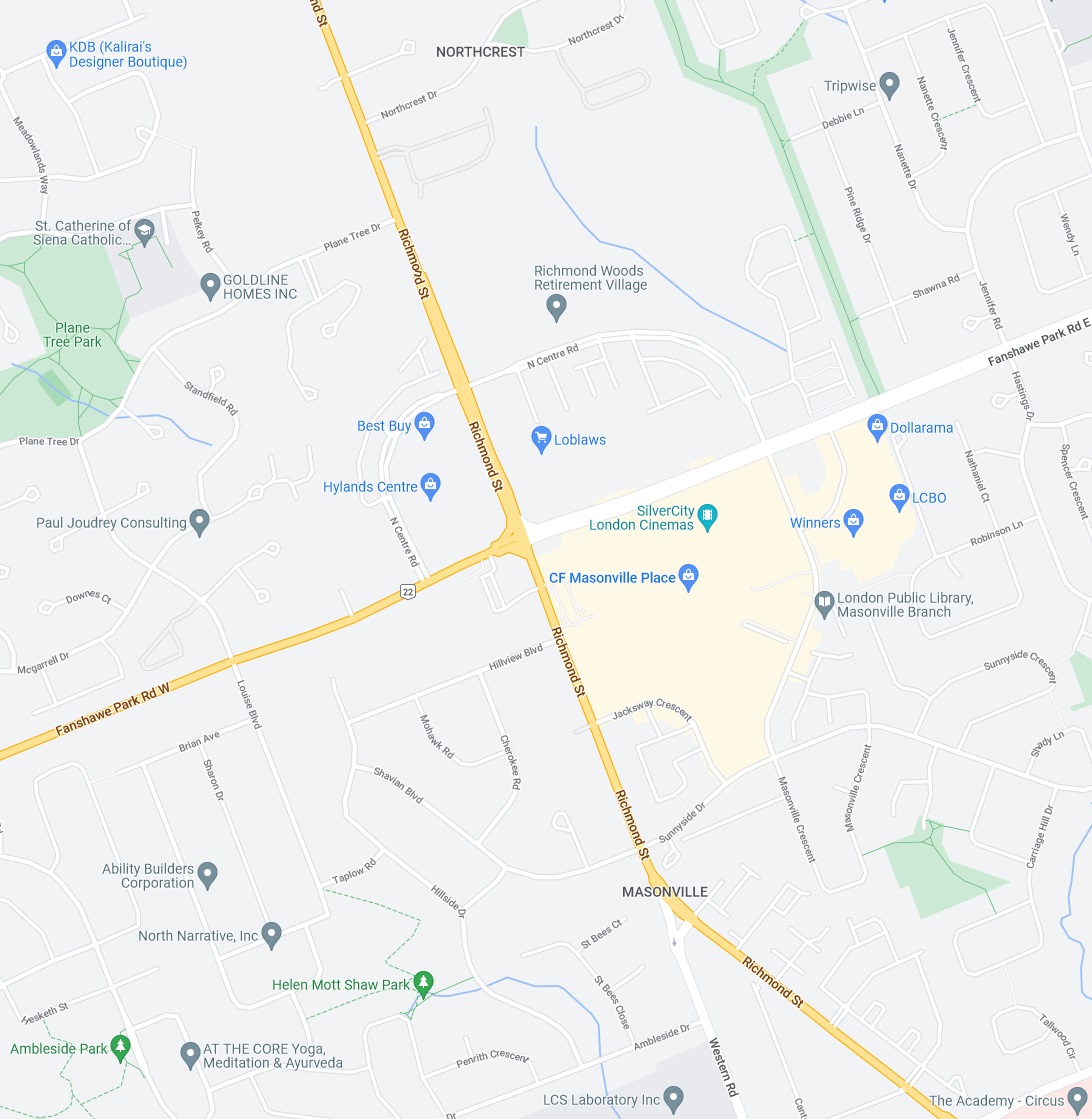 nd St
KDB (Kalirai's
Designer Boutique)
NORTHCREST
Northcrest Dr
Northcrest Dr
Tripwise
Jennifer Crescent
Nanette Crescent
Debbie Ln
Nanette Dr
Meadowlands Way
St. Catherine of
Siena Catholic...
Pelkey Rd
Plane Tree Dr
Richmond St
Pine Ridge Dr
Wendy Ln
GOLDLINE
HOMES INC
Richmond Woods
Retirement Village
Shawna Rd
Jennifer Rd
Plane
Tree Park
Fanshawe Park Rd E
N Centre Rd
Standfield Rd
Hastings Dr
Plane Tree Dr
Best Buy
Richmond St
Loblaws
Dollarama
Hylands Centre
Nathaniel Ct
Spencer Crescent
LCBO
Paul Joudrey Consulting
N Centre Rd
SilverCity
London Cinemas
Winners
Robinson Ln
CF Masonville Place
22
Downes Ct
London Public Library,
Masonville Branch
Mcgarrell Dr
Hillview Blvd
Richmond St
Sunnyside Crescent
Fanshawe Park Rd W
Louise Blvd
Jacksway Crescent
Brian Ave
Mohawk Rd
Cherokee Rd
Shady Ln
Sharon Dr
Shavian Blvd
Richmond St
Sunnyside Dr
Masonville Crescent
Masonville Crescent
Carriage Hill Dr
Ability Builders
Corporation
Taplow Rd
Hillside Dr
MASONVILLE
North Narrative, Inc
St Bees Ct
Richmond St
Helen Mott Shaw Park
St Bees Close
Kesketh St
Ambleside Park
AT THE CORE Yoga,
Meditation & Ayurveda
Penrith Crescent
Ambleside Dr
Western Rd
Tallwood Cir
LCS Laboratory Inc
Cant
Dr
The Academy - Circus